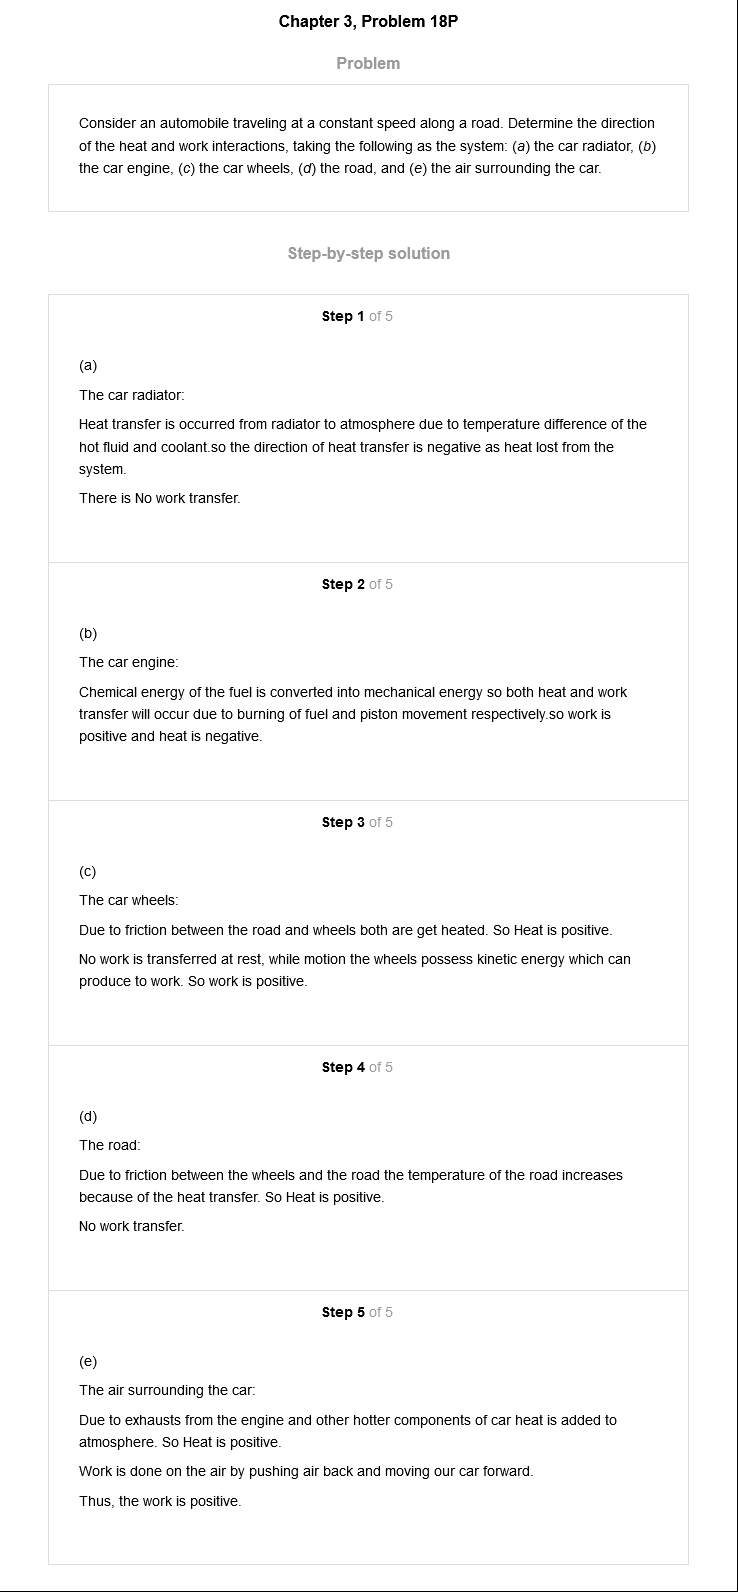 Chapter 3, Problem 18P
Problem
Consider an automobile traveling at a constant speed along a road. Determine the direction
of the heat and work interactions, taking the following as the system: (a) the car radiator, (b)
the car engine, (c) the car wheels, (d) the road, and (e) the air surrounding the car.
Step-by-step solution
Step 1 of 5
(a)
The car radiator:
Heat transfer is occurred from radiator to atmosphere due to temperature difference of the
hot fluid and coolant.so the direction of heat transfer is negative as heat lost from the
system.
There is No work transfer.
Step 2 of 5
(b)
The car engine:
Chemical energy of the fuel is converted into mechanical energy so both heat and work
transfer will occur due to burning of fuel and piston movement respectively.so work is
positive and heat is negative.
Step 3 of 5
(c)
The car wheels:
Due to friction between the road and wheels both are get heated. So Heat is positive.
No work is transferred at rest, while motion the wheels possess kinetic energy which can
produce to work. So work is positive.
Step 4 of 5
(d)
The road:
Due to friction between the wheels and the road the temperature of the road increases
because of the heat transfer. So Heat is positive.
No work transfer.
Step 5 of 5
(e)
The air surrounding the car:
Due to exhausts from the engine and other hotter components of car heat is added to
atmosphere. So Heat is positive.
Work is done on the air by pushing air back and moving our car forward.
Thus, the work is positive.